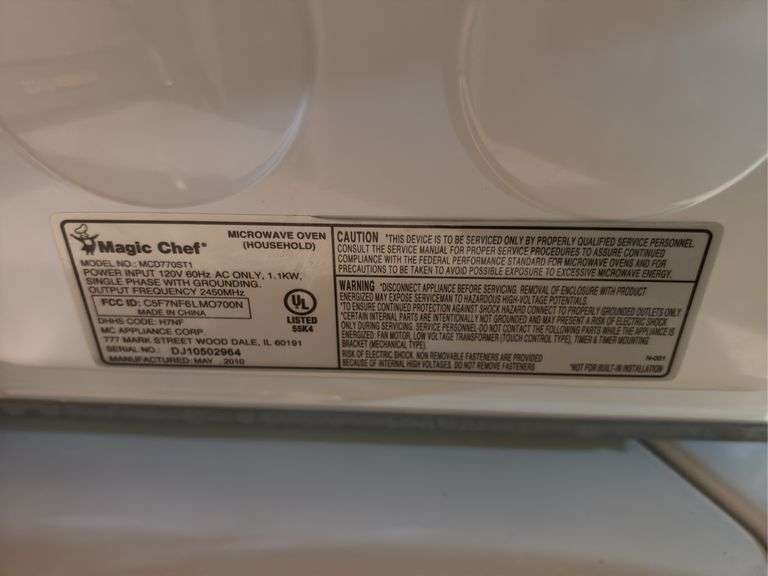 Magic Chef®
MICROWAVE OVEN
(HOUSEHOLD)
MODEL NO.: MCD770ST1
POWER INPUT 120V 60Hz AC ONLY, 1.1KW,
SINGLE PHASE WITH GROUNDING.
OUTPUT FREQUENCY 2450MHz
FCC ID: C5F7NF6LMO700N
MADE IN CHINA
DHHS CODE: H7NF
MC APPLIANCE CORP.
777 MARK STREET WOOD DALE, IL 60191
SERIAL NO.: DJ10502964
MANUFACTURED: MAY , 2010
UL
LISTED
55K4
CAUTION "THIS DEVICE IS TO BE SERVICED ONLY BY PROPERLY QUALIFIED SERVICE PERSONNEL.
CONSULT THE SERVICE MANUAL FOR PROPER SERVICE PROCEDURES TO ASSURE CONTINUED
COMPLIANCE WITH THE FEDERAL PERFORMANCE STANDARD FOR MICROWAVE OVENS AND FOR
PRECAUTIONS TO BE TAKEN TO AVOID POSSIBLE EXPOSURE TO EXCESSIVE MICROWAVE ENERGY."
WARNING "DISCONNECT APPLIANCE BEFORE SERVICING. REMOVAL OF ENCLOSURE WITH PRODUCT
ENERGIZED MAY EXPOSE SERVICEMAN TO HAZARDOUS HIGH-VOLTAGE POTENTIALS.
"TO ENSURE CONTINUED PROTECTION AGAINST SHOCK HAZARD CONNECT TO PROPERLY GROUNDED OUTLETS ONLY
"CERTAIN INTERNAL PARTS ARE INTENTIONALLY NOT GROUNDED AND MAY PRESENT A RISK OF ELECTRIC SHOCK
ONLY DURING SERVICING. SERVICE PERSONNEL DO NOT CONTACT THE FOLLOWING PARTS WHILE THE APPLIANCE IS
ENERGIZED: FAN MOTOR, LOW VOLTAGE TRANSFORMER (TOUCH CONTROL TYPE), TIMER & TIMER MOUNTING
BRACKET (MECHANICAL TYPE).
N-001
RISK OF ELECTRIC SHOCK. NON REMOVABLE FASTENERS ARE PROVIDED
BECAUSE OF INTERNAL HIGH VOLTAGES. DO NOT REMOVE FASTENERS
"NOT FOR BUILT-IN INSTALLATION